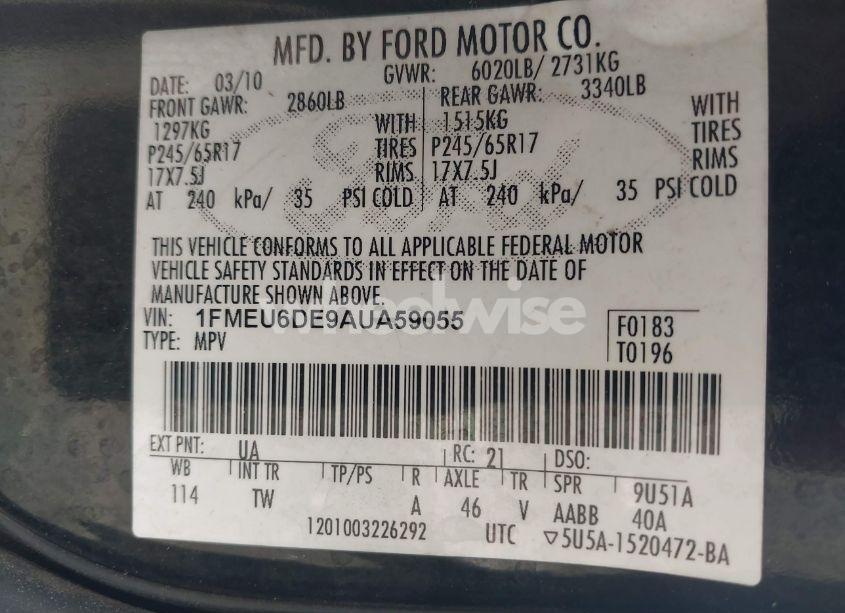 MFD. BY FORD MOTOR CO.
DATE: 03/10 GVWR: 6020LB/ 2731KG
FRONT GAWR: 2860LB REAR GAWR: 3340LB
1297KG WITH 1515KG WITH
P245/65R17 TIRES P245/65R17 TIRES
17X7.5J RIMS 17X7.5J RIMS
AT 240 kPa/ 35 PSI COLD AT 240 kPa/ 35 PSI COLD
THIS VEHICLE CONFORMS TO ALL APPLICABLE FEDERAL MOTOR
VEHICLE SAFETY STANDARDS IN EFFECT ON THE DATE OF
MANUFACTURE SHOWN ABOVE.
VIN: 1FMEU6DE9AUA59055 F0183
TYPE: MPV T0196
EXT PNT: UA RC: 21 DSO:
WB INT TR TP/PS R AXLE TR SPR 9U51A
114 TW A 46 V AABB 40A
1201003226292 UTC ▽5U5A-1520472-BA
Ford
wheelwise